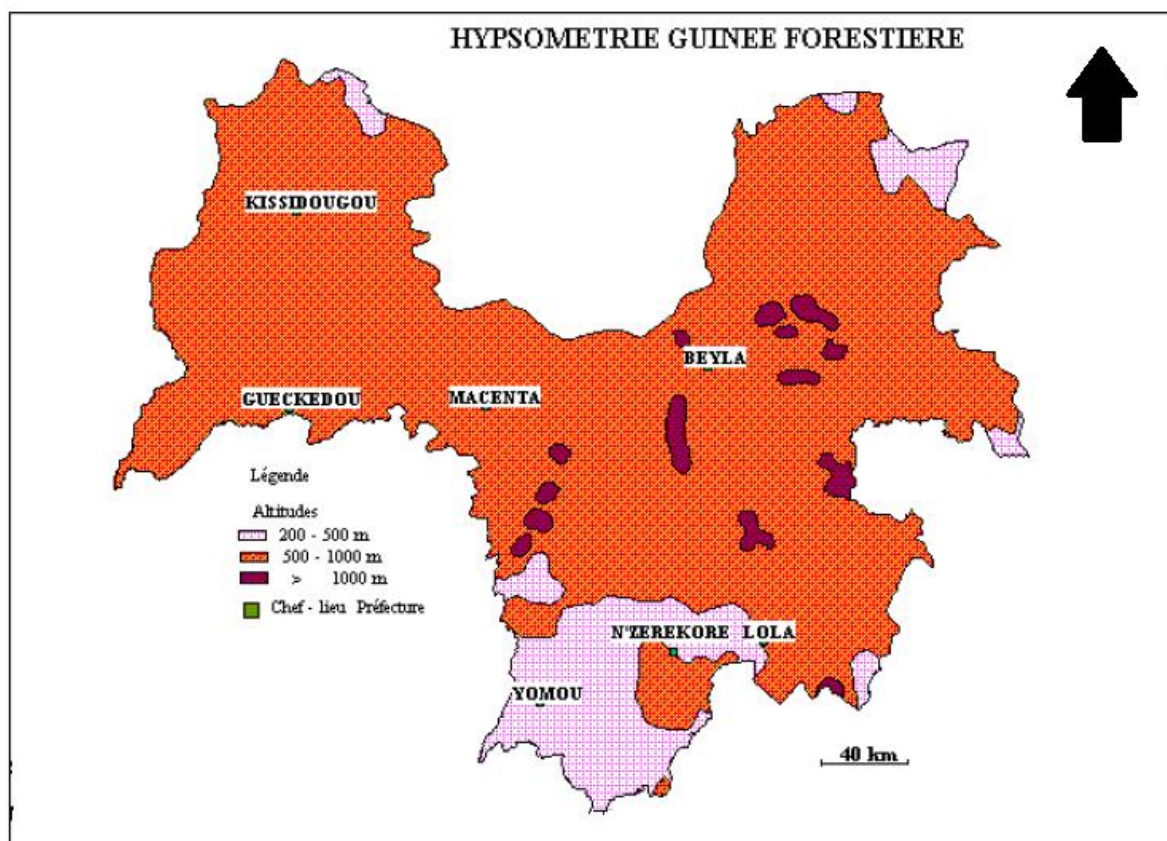 HYPSOMETRIE GUINEE FORESTIERE
KISSIDOUGOU
BEYLA
GUECKEDOU
MACENTA
Légende
Altitudes
200 - 500 m
500 - 1000 m
> 1000 m
Chef - lieu Préfecture
N'ZEREKORE
LOLA
YOMOU
40 km